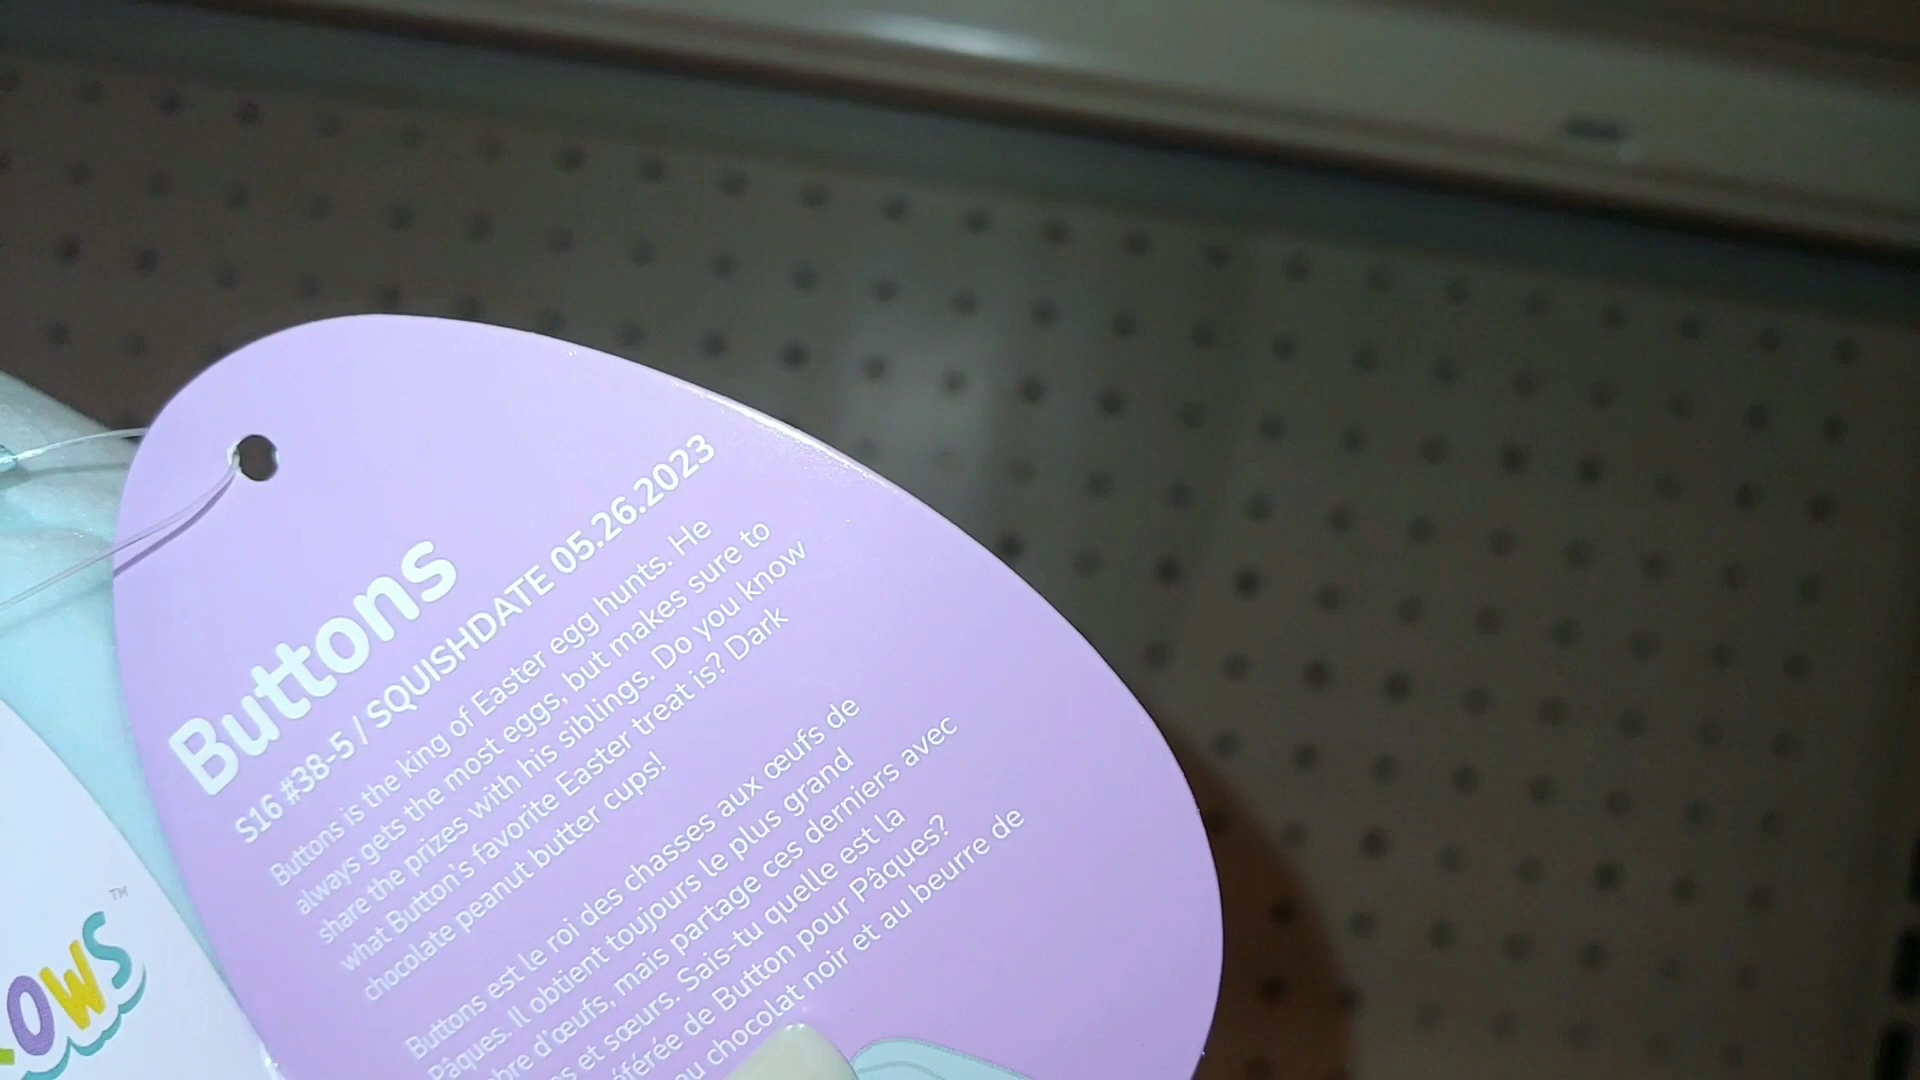 Buttons
S16 #38-5 / SQUISHDATE 05.26.2023
Buttons is the king of Easter egg hunts. He
always gets the most eggs, but makes sure to
share the prizes with his siblings. Do you know
what Button's favorite Easter treat is? Dark
chocolate peanut butter cups!
Buttons est le roi des chasses aux œufs de
Pâques. Il obtient toujours le plus grand
d'œufs, mais partage ces derniers avec
et sœurs. Sais-tu quelle est la
de Button pour Pâques?
au chocolat noir et au beurre de
OWS™